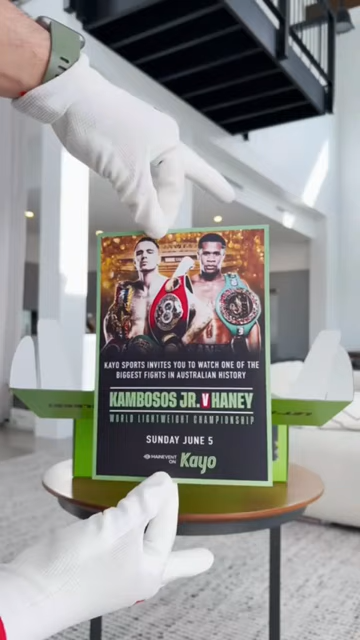 KAYO SPORTS INVITES YOU TO WATCH ONE OF THE
BIGGEST FIGHTS IN AUSTRALIAN HISTORY
KAMBOSOS JR. V HANEY
WORLD LIGHTWEIGHT CHAMPIONSHIP
SUNDAY JUNE 5
MAINEVENT
ON Kayo